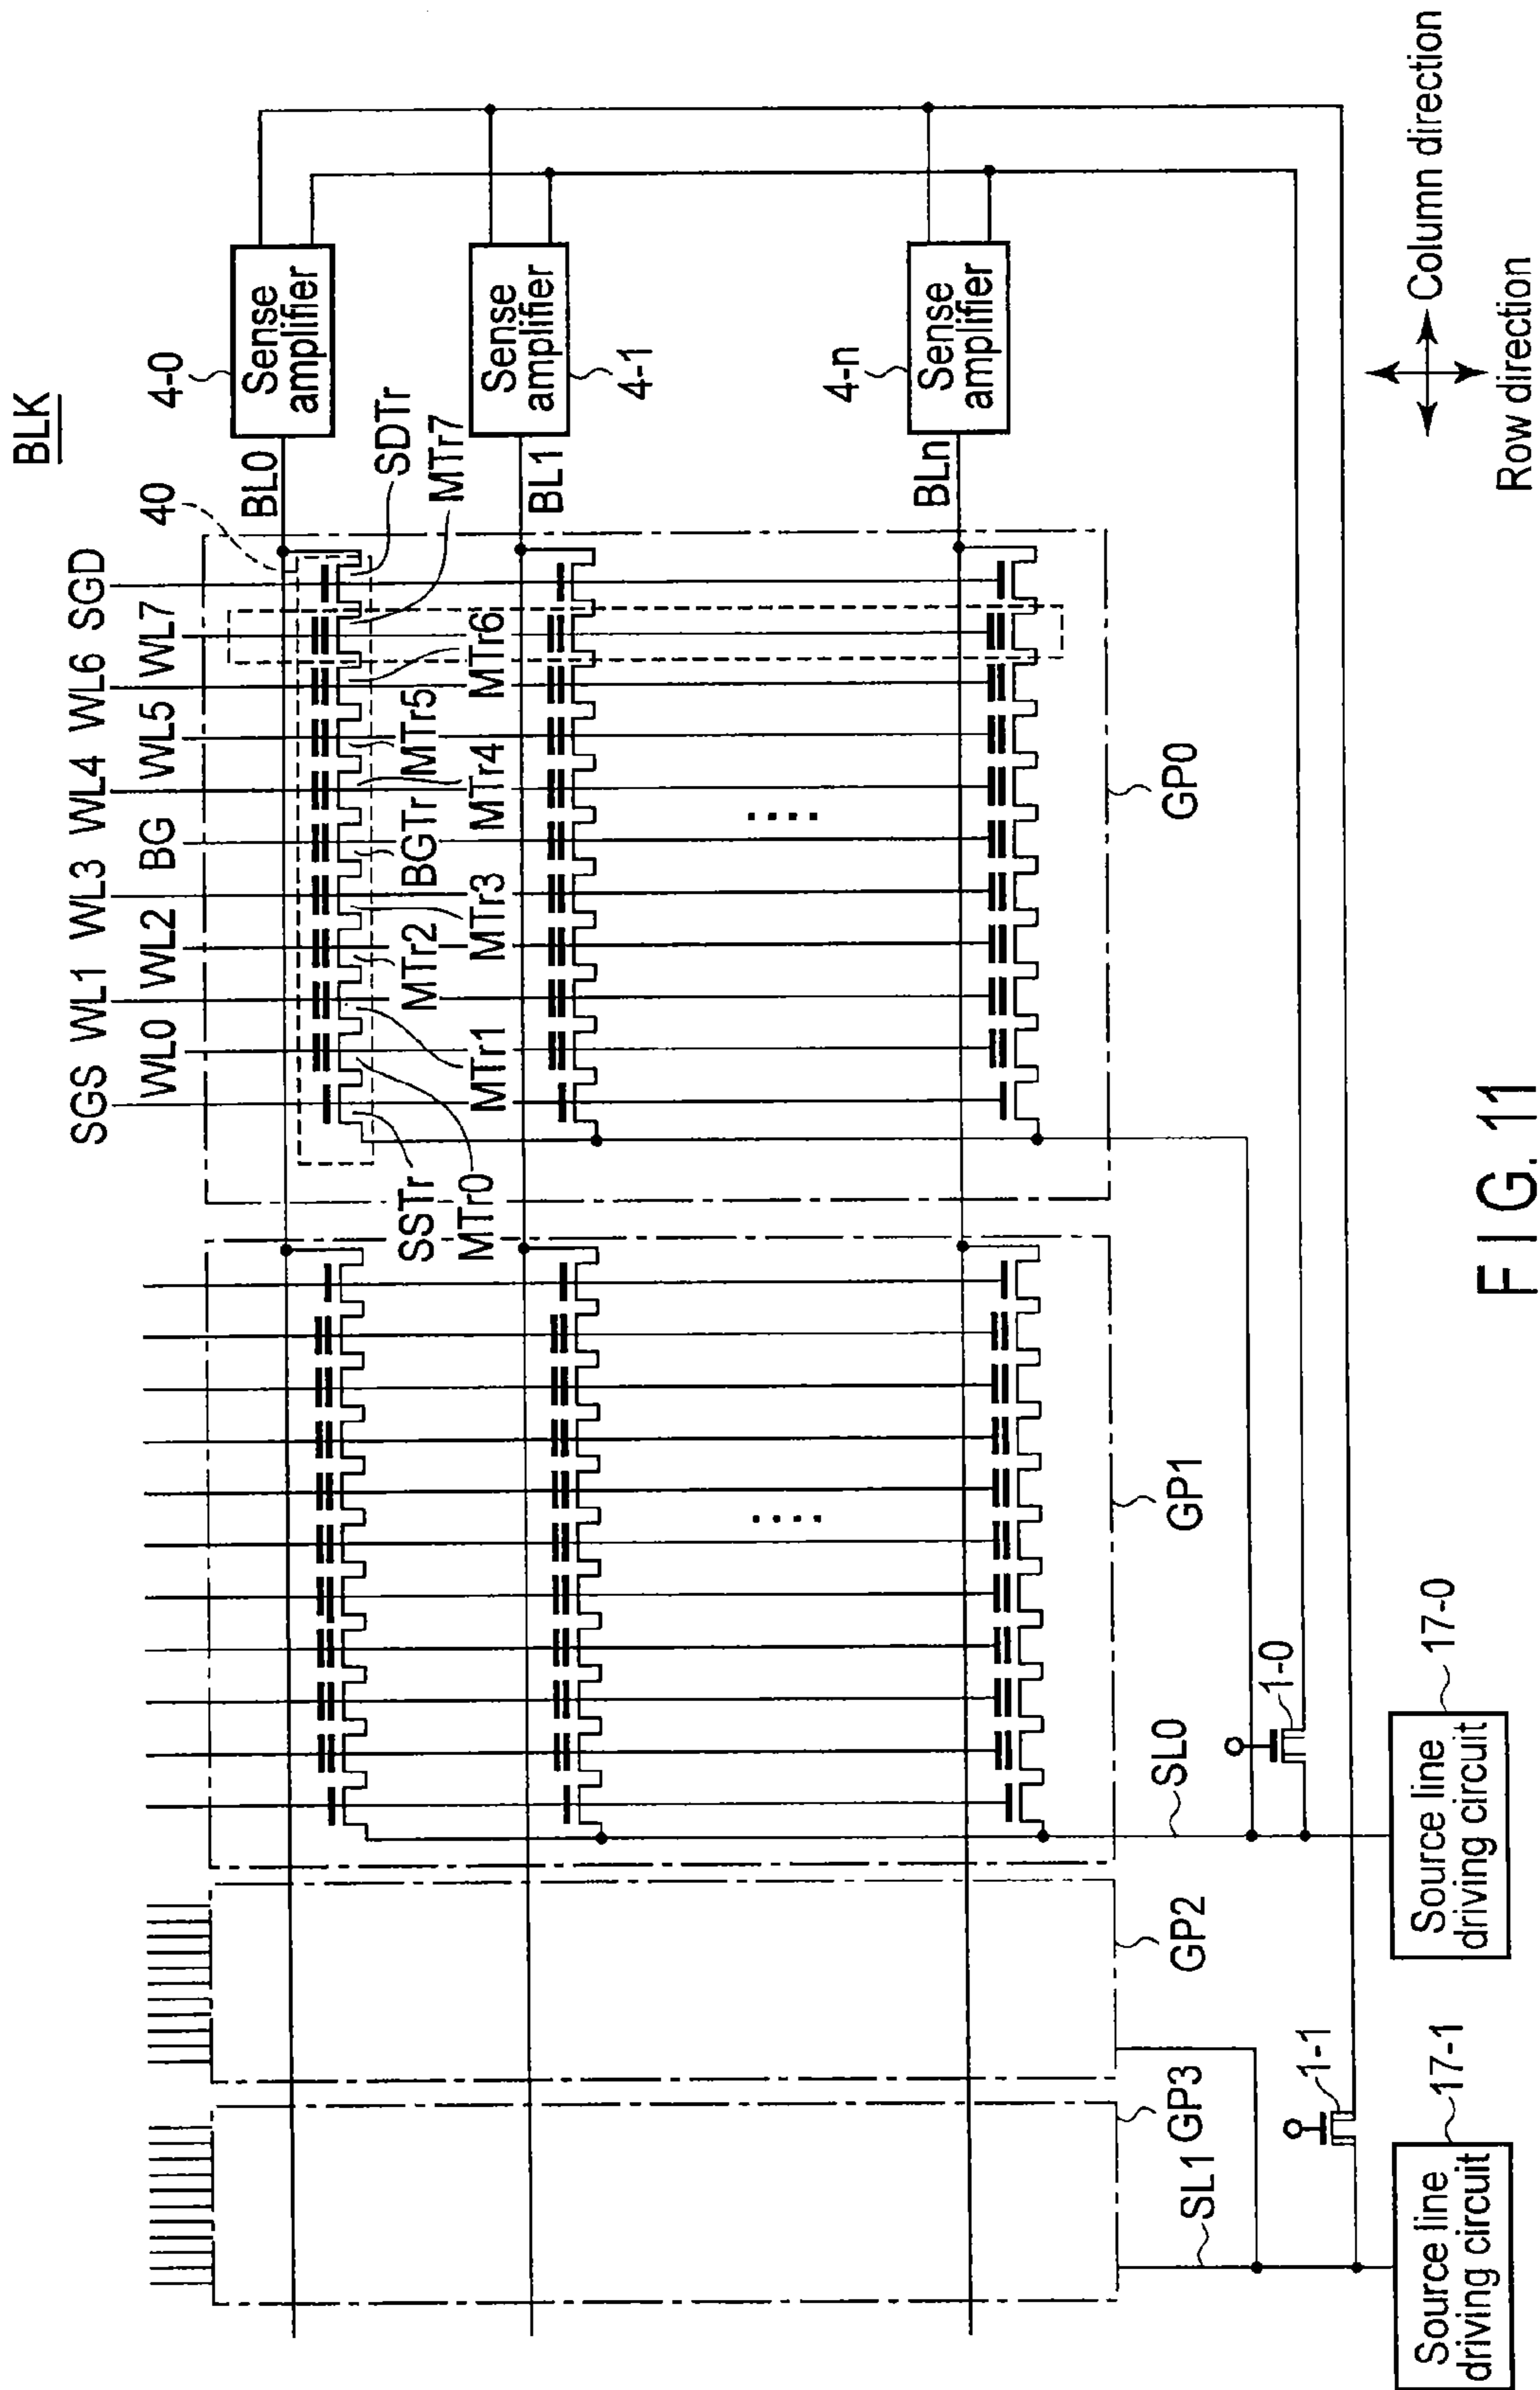 BLK
SGS
WL0
WL1
WL2
WL3
BG
WL4
WL5
WL6
WL7
SGD
40
BL0
4-0
Sense
amplifier
SDTr
MTr7
MTr6
MTr5
MTr4
BGTr
MTr3
MTr2
MTr1
MTr0
SSTr
BL1
Sense
amplifier
4-1
4-n
BLn
Sense
amplifier
....
....
GP3
GP2
GP1
GP0
SL1
SL0
1-1
1-0
Source line
driving circuit
17-1
Source line
driving circuit
17-0
Column direction
Row direction
FIG. 11